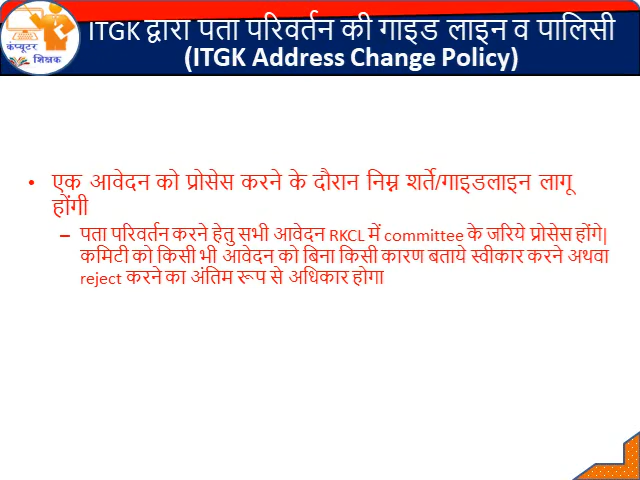 ITGK द्वारा पता परिवर्तन की गाइड लाइन व पालिसी
(ITGK Address Change Policy)
कंप्यूटर
शिक्षक
• एक आवेदन को प्रोसेस करने के दौरान निम्न शर्ते/गाइडलाइन लागू
होंगी
– पता परिवर्तन करने हेतु सभी आवेदन RKCL में committee के जरिये प्रोसेस होंगे|
कमिटी को किसी भी आवेदन को बिना किसी कारण बताये स्वीकार करने अथवा
reject करने का अंतिम रूप से अधिकार होगा